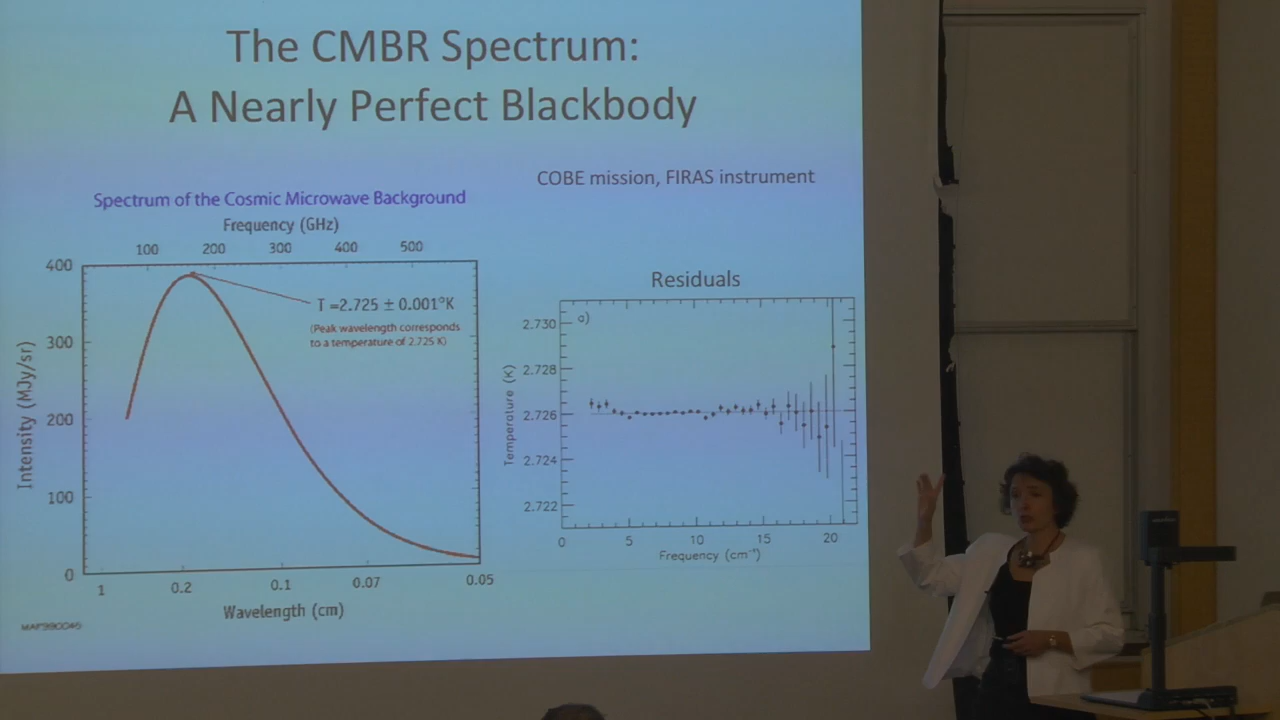 The CMBR Spectrum:
A Nearly Perfect Blackbody
COBE mission, FIRAS instrument
Spectrum of the Cosmic Microwave Background
Frequency (GHz)
100 200 300 400 500
400
300
200
100
0
Intensity (MJy/sr)
T =2.725 ± 0.001°K
(Peak wavelength corresponds
to a temperature of 2.725 K)
1 0.2 0.1 0.07 0.05
Wavelength (cm)
MAP990045
Residuals
a)
2.730
2.728
2.726
2.724
2.722
Temperature (K)
0 5 10 15 20
Frequency (cm⁻¹)